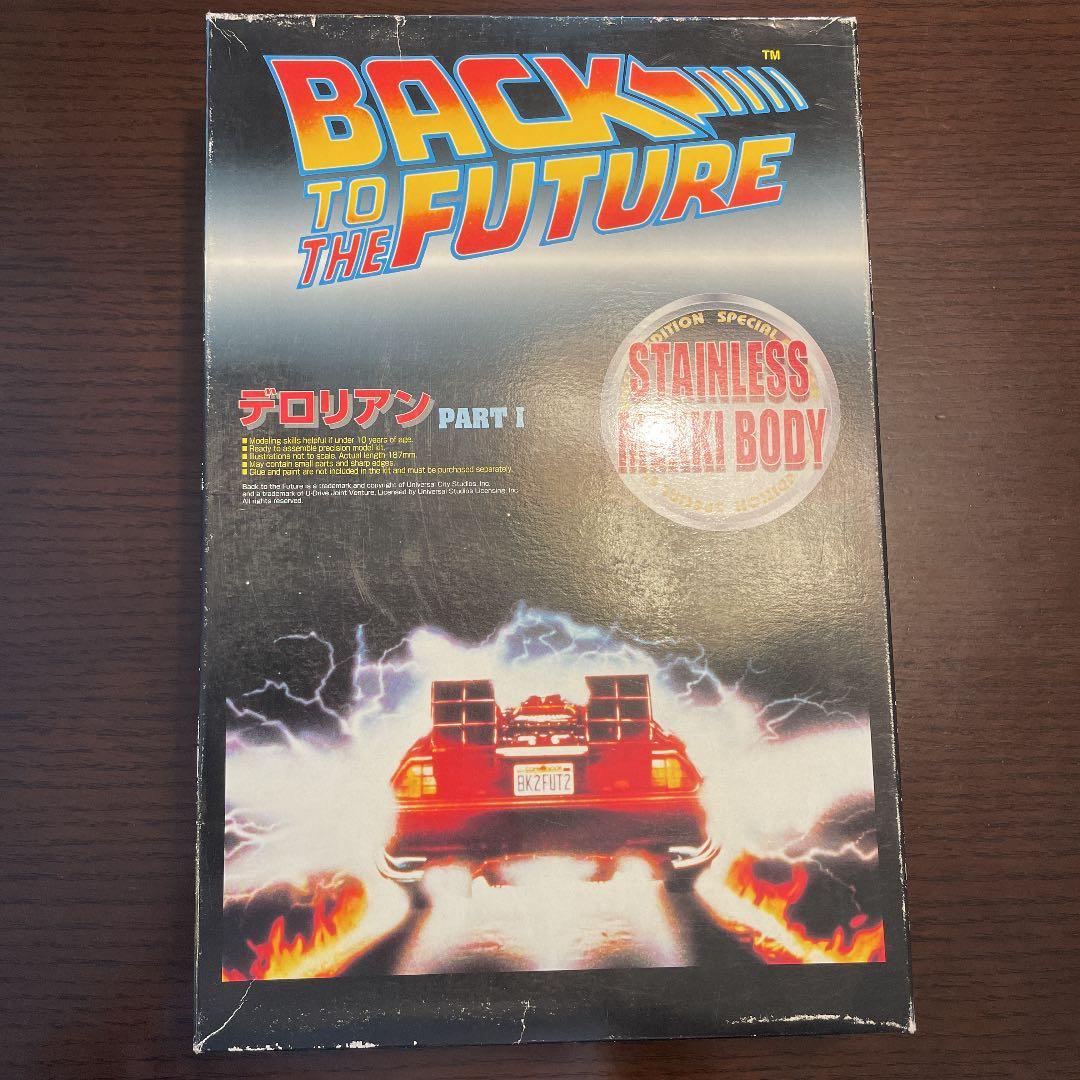 BACK
TM
TO
THE FUTURE
EDITION SPECIAL
STAINLESS
BODY
EDITION SPECIAL
デロリアン PART I
■ Modeling skills helpful if under 10 years of age.
■ Ready to assemble precision model kit.
■ Illustrations not to scale. Actual length 187mm.
■ May contain small parts and sharp edges.
■ Glue and paint are not included in the kit and must be purchased separately.
Back to the Future is a trademark and copyright of Universal City Studios, Inc.
and a trademark of U-Drive Joint Venture. Licensed by Universal Studios Licensing, Inc.
All rights reserved.
BK2FUT2